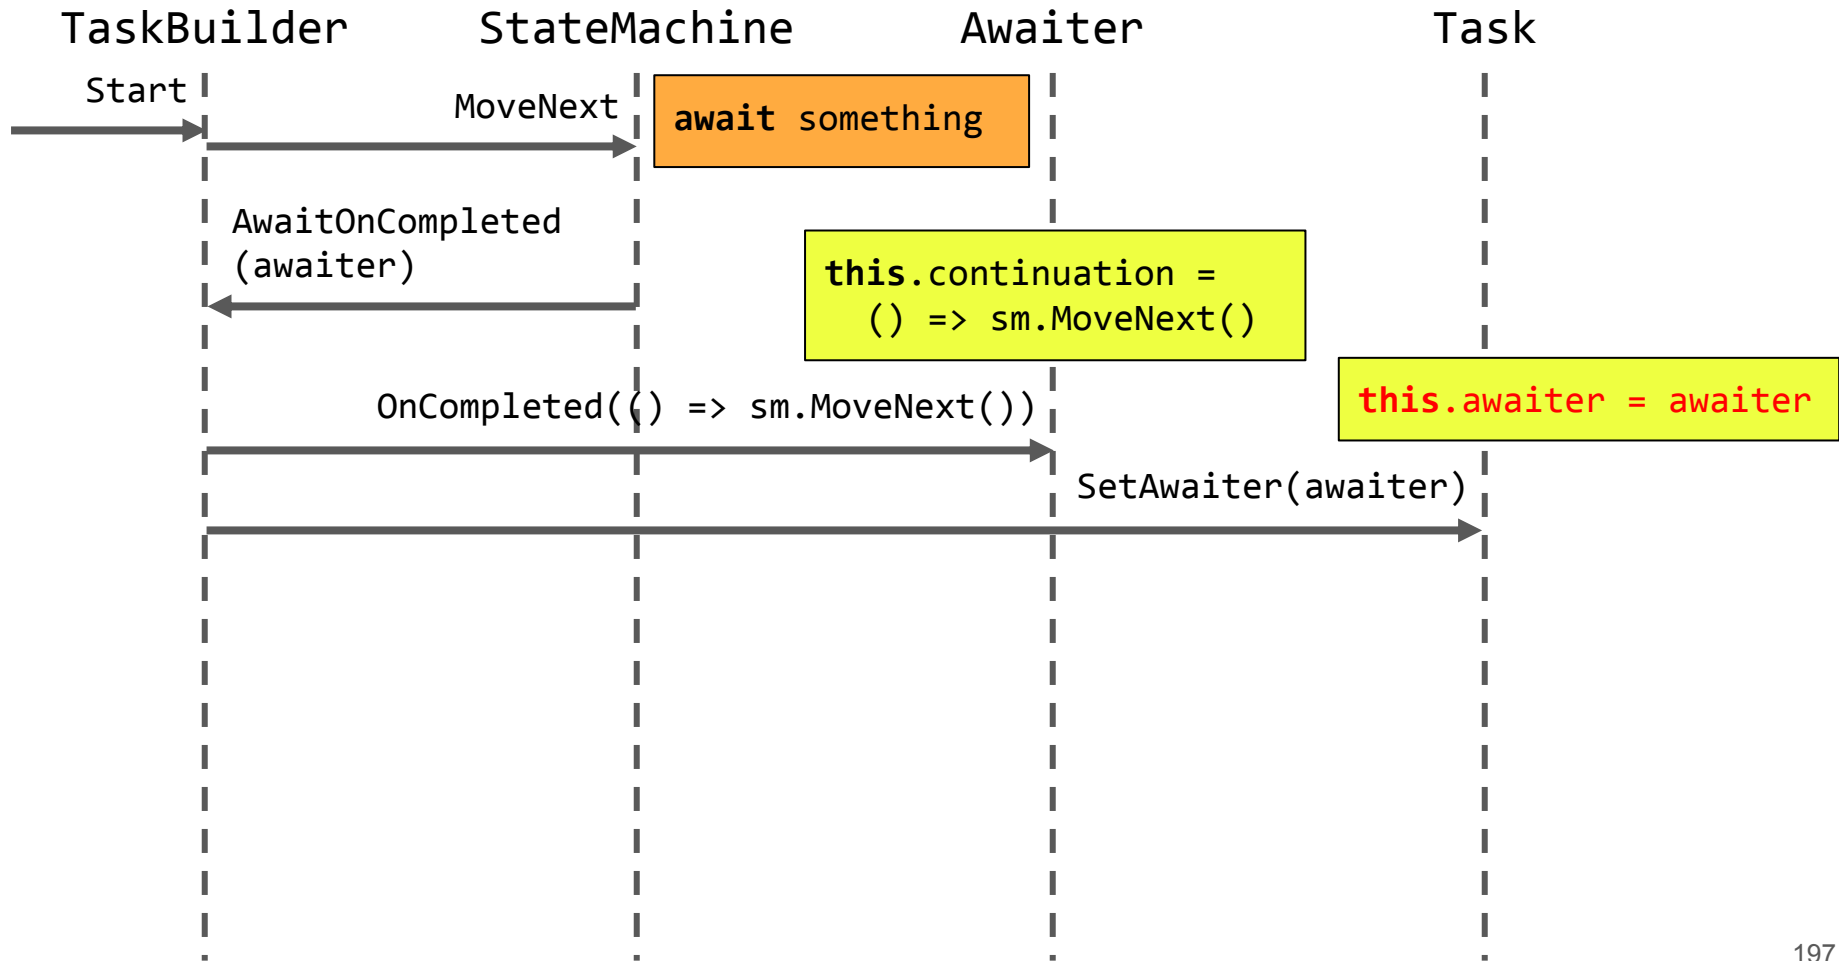 TaskBuilder StateMachine Awaiter Task
Start
MoveNext
await something
AwaitOnCompleted
(awaiter)
this.continuation =
() => sm.MoveNext()
OnCompleted(() => sm.MoveNext())
this.awaiter = awaiter
SetAwaiter(awaiter)
197